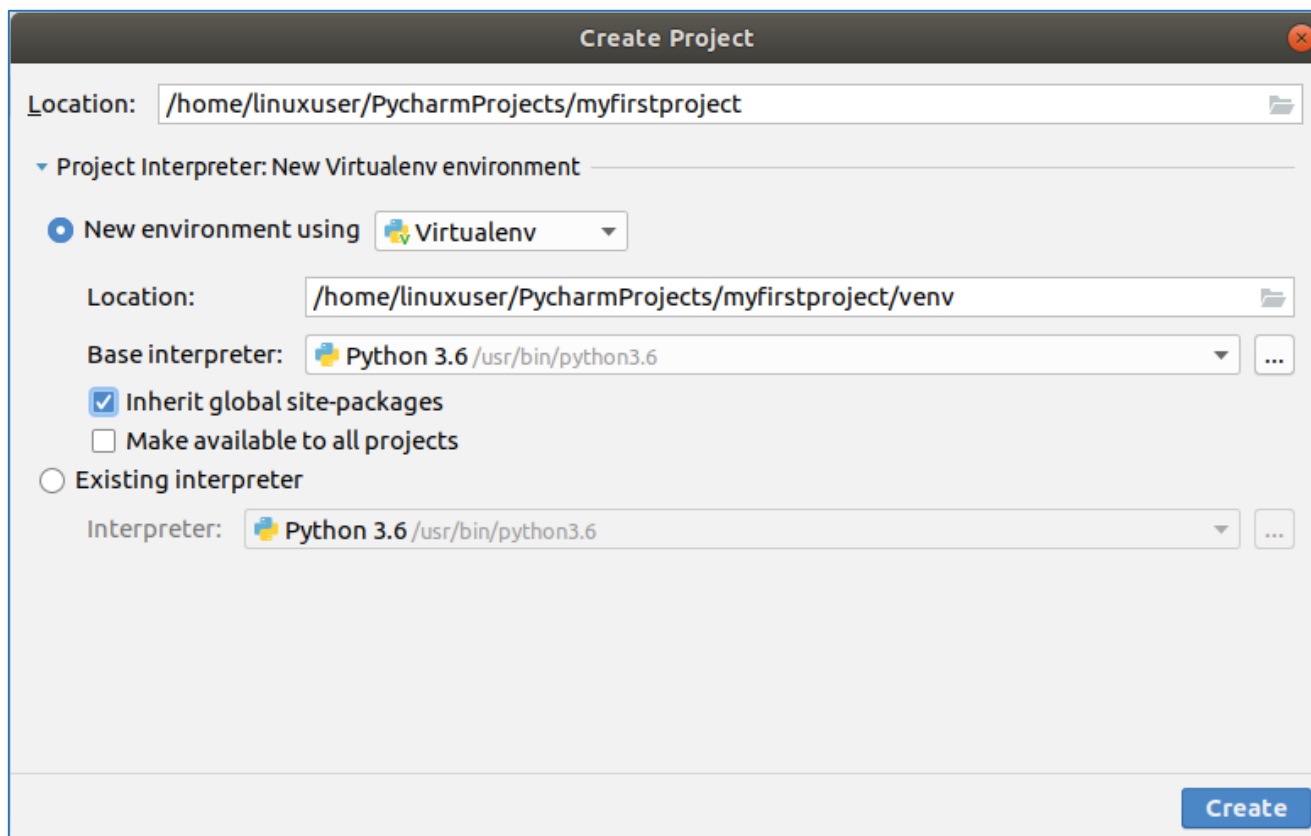 Create Project
Location: /home/linuxuser/PycharmProjects/myfirstproject
Project Interpreter: New Virtualenv environment
New environment using Virtualenv
Location: /home/linuxuser/PycharmProjects/myfirstproject/venv
Base interpreter: Python 3.6 /usr/bin/python3.6 ...
Inherit global site-packages
Make available to all projects
Existing interpreter
Interpreter: Python 3.6 /usr/bin/python3.6 ...
Create